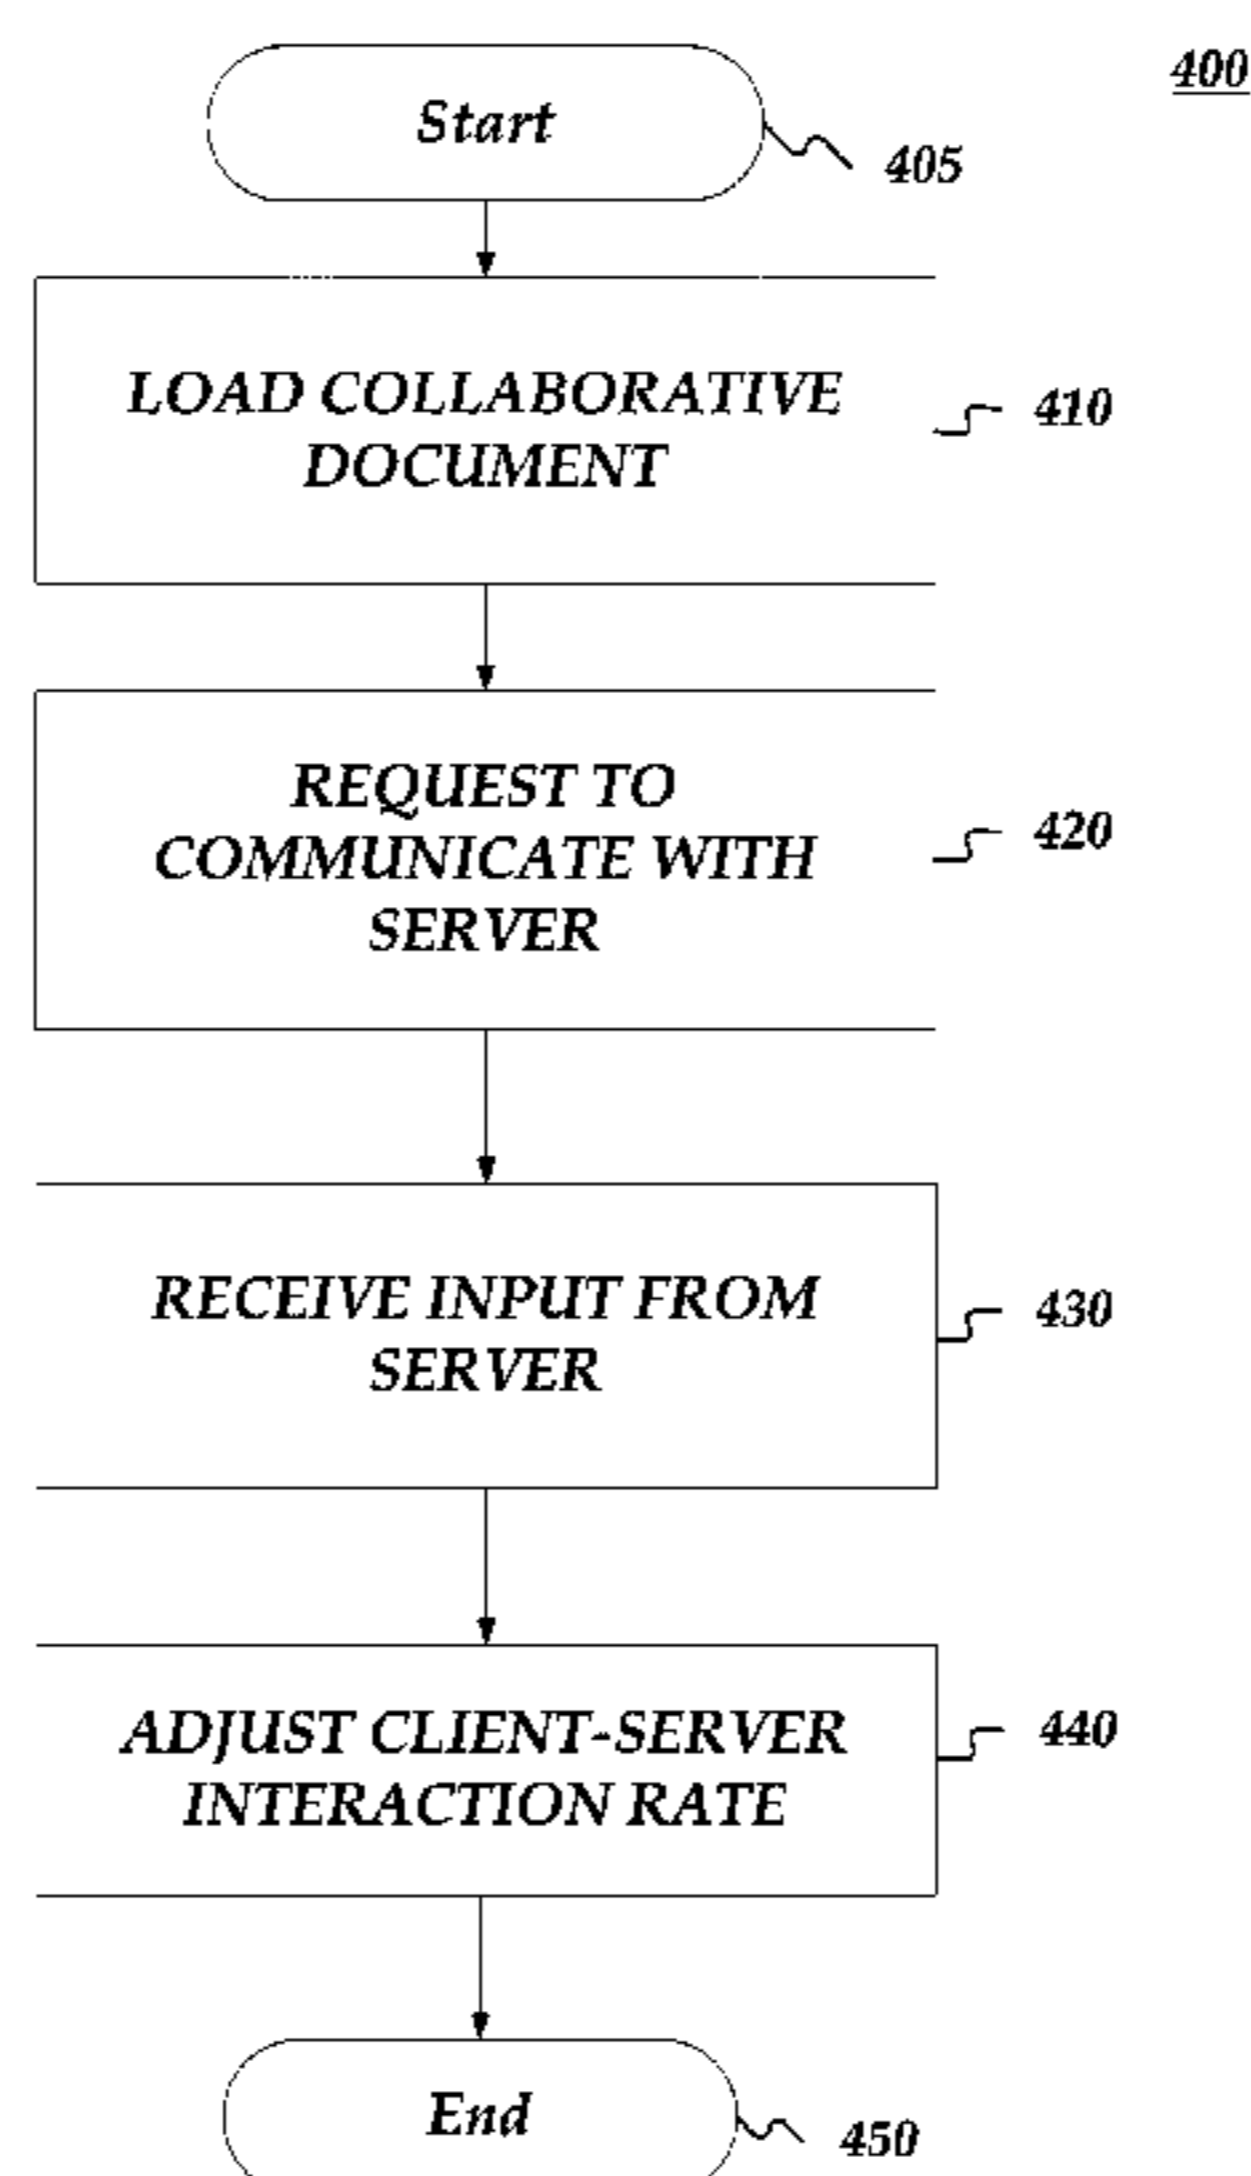 400
Start
405
LOAD COLLABORATIVE
DOCUMENT
410
REQUEST TO
COMMUNICATE WITH
SERVER
420
RECEIVE INPUT FROM
SERVER
430
ADJUST CLIENT-SERVER
INTERACTION RATE
440
End
450